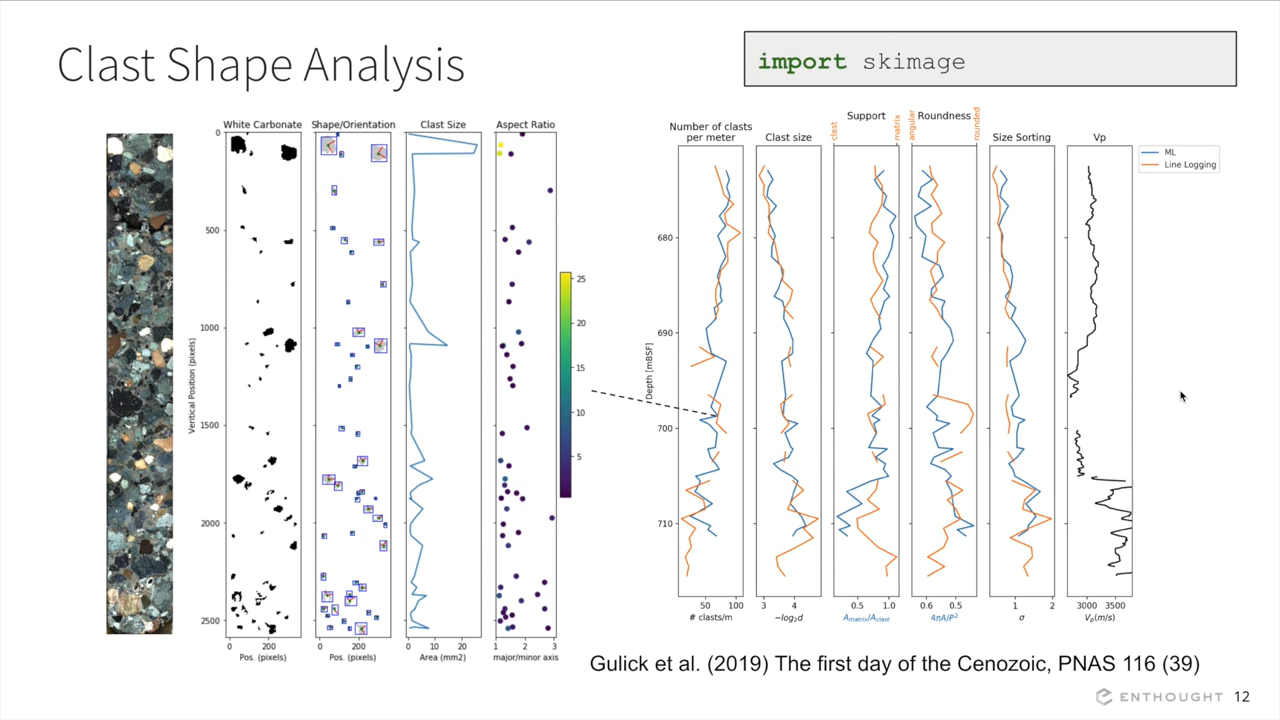 Clast Shape Analysis
import skimage
White Carbonate
Shape/Orientation
Clast Size
Aspect Ratio
0
500
1000
1500
2000
2500
Veritical Position (pixels)
0 200
Pos. (pixels)
0 200
Pos. (pixels)
0 10 20
Area (mm2)
1 2 3
major/minor axis
25
20
15
10
5
Number of clasts
per meter
Clast size
clast
Support
matrix
angular
Roundness
rounded
Size Sorting
Vp
ML
Line Logging
680
690
700
710
Depth [mBSF]
50 100
# clasts/m
3 4
−log₂d
0.5 1.0
Amatrix/Aclast
0.6 0.5
4πA/P²
1 2
σ
3000 3500
Vp(m/s)
Gulick et al. (2019) The first day of the Cenozoic, PNAS 116 (39)
ENTHOUGHT 12